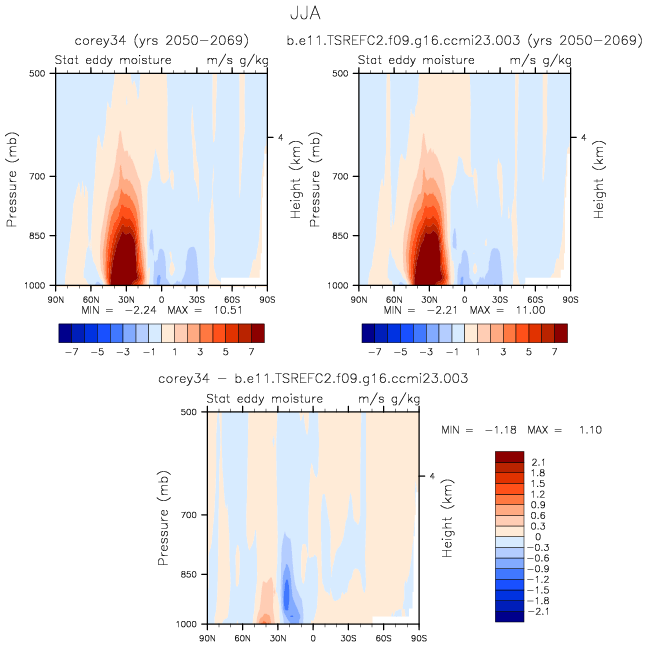 JJA
corey34 (yrs 2050-2069)
b.e11.TSREFC2.f09.g16.ccmi23.003 (yrs 2050-2069)
Stat eddy moisture m/s g/kg
Stat eddy moisture m/s g/kg
Pressure (mb)
500
700
850
1000
4
Height (km)
90N 60N 30N 0 30S 60S 90S
MIN = -2.24 MAX = 10.51
-7 -5 -3 -1 1 3 5 7
Pressure (mb)
500
700
850
1000
4
Height (km)
90N 60N 30N 0 30S 60S 90S
MIN = -2.21 MAX = 11.00
-7 -5 -3 -1 1 3 5 7
corey34 - b.e11.TSREFC2.f09.g16.ccmi23.003
Stat eddy moisture m/s g/kg
Pressure (mb)
500
700
850
1000
4
Height (km)
90N 60N 30N 0 30S 60S 90S
MIN = -1.18 MAX = 1.10
2.1
1.8
1.5
1.2
0.9
0.6
0.3
0
-0.3
-0.6
-0.9
-1.2
-1.5
-1.8
-2.1